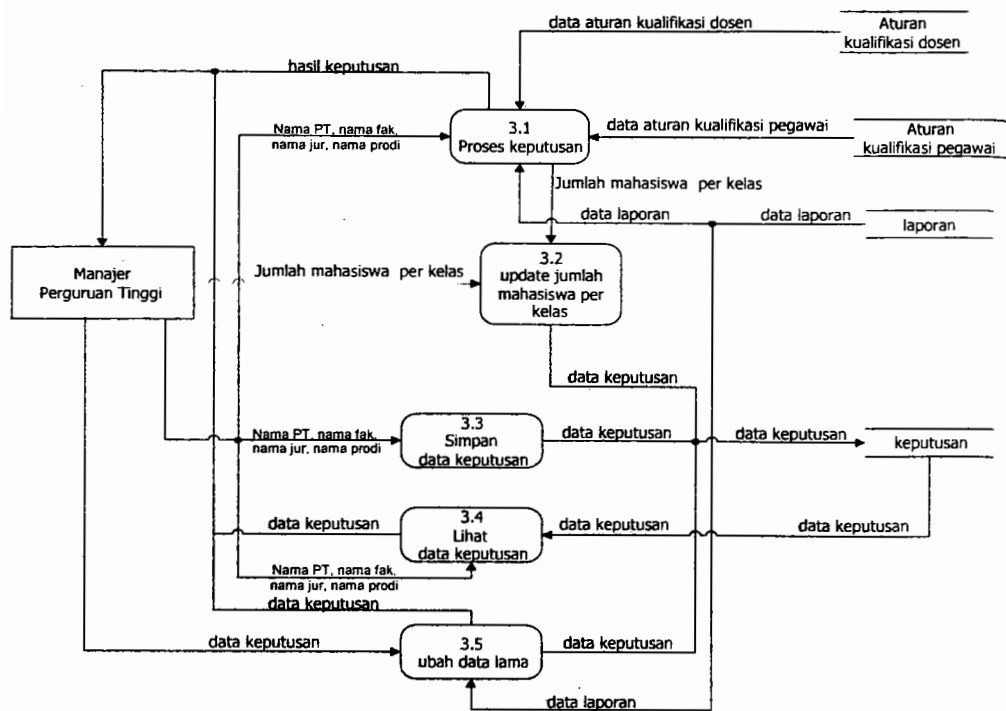 data aturan kualifikasi dosen
Aturan
kualifikasi dosen
hasil keputusan
Nama PT, nama fak,
nama jur, nama prodi
3.1
Proses keputusan
data aturan kualifikasi pegawai
Aturan
kualifikasi pegawai
Jumlah mahasiswa per kelas
data laporan
data laporan
laporan
Manajer
Perguruan Tinggi
Jumlah mahasiswa per kelas
3.2
update jumlah
mahasiswa per
kelas
data keputusan
Nama PT, nama fak,
nama jur, nama prodi
3.3
Simpan
data keputusan
data keputusan
data keputusan
keputusan
data keputusan
3.4
Lihat
data keputusan
data keputusan
data keputusan
Nama PT, nama fak,
nama jur, nama prodi
data keputusan
data keputusan
3.5
ubah data lama
data keputusan
data laporan